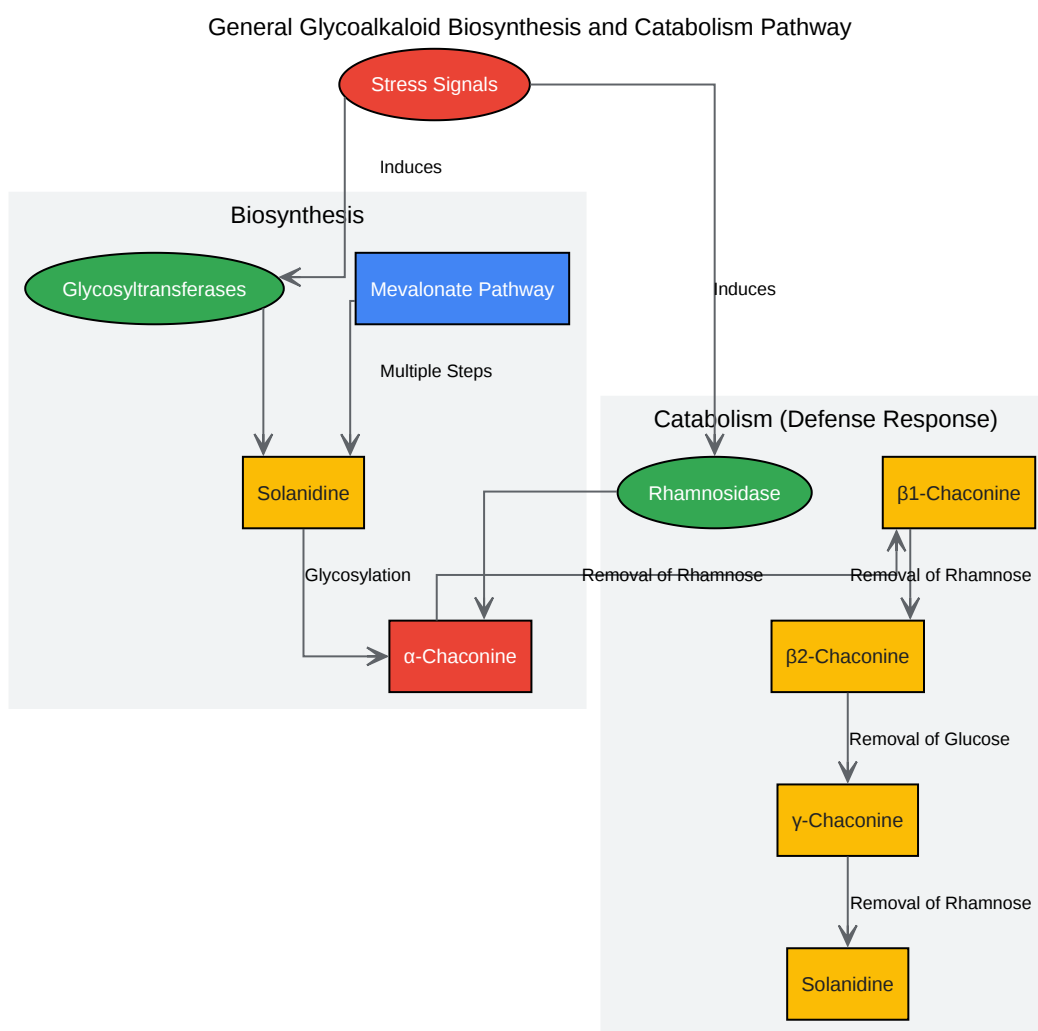 General Glycoalkaloid Biosynthesis and Catabolism Pathway
Stress Signals
Induces
Biosynthesis
Glycosyltransferases
Mevalonate Pathway
Induces
Multiple Steps
Catabolism (Defense Response)
Solanidine
Rhamnosidase
β1-Chaconine
Glycosylation
Removal of Rhamnose
Removal of Rhamnose
α-Chaconine
β2-Chaconine
Removal of Glucose
γ-Chaconine
Removal of Rhamnose
Solanidine